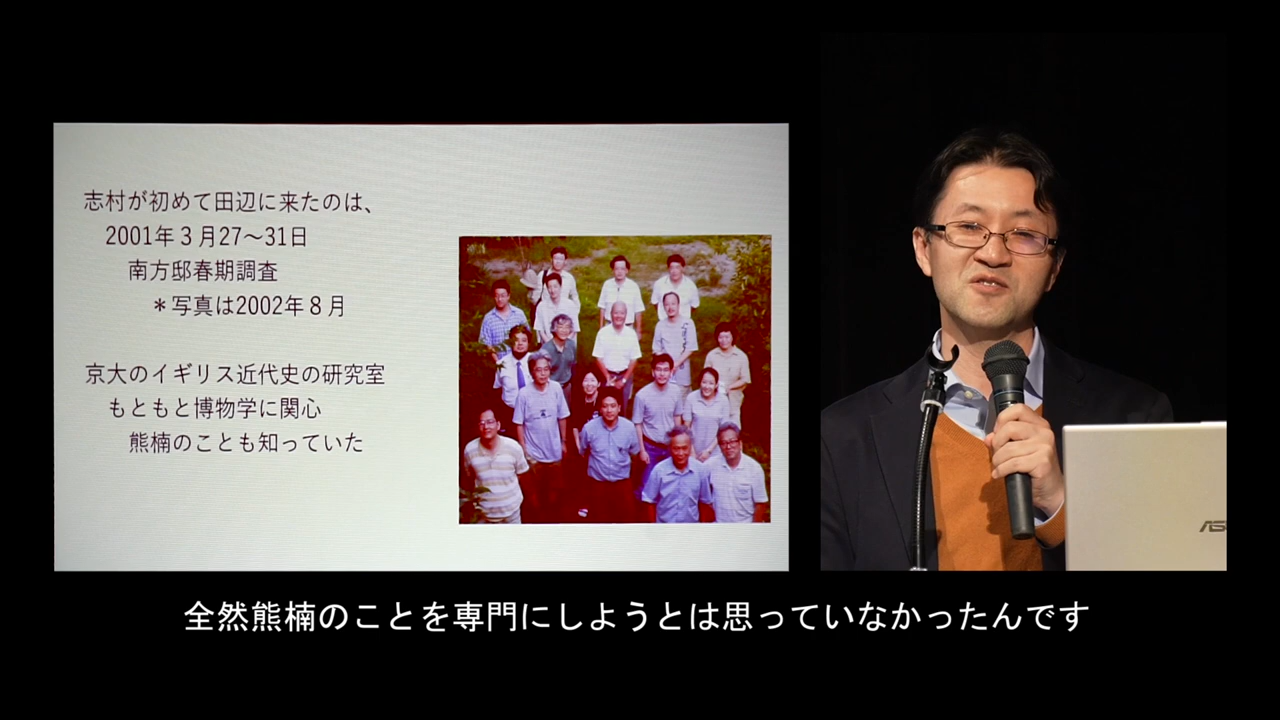 志村が初めて田辺に来たのは、
2001年３月27～31日
南方邸春期調査
＊写真は2002年８月
京大のイギリス近代史の研究室
もともと博物学に関心
熊楠のことも知っていた
全然熊楠のことを専門にしようとは思っていなかったんです